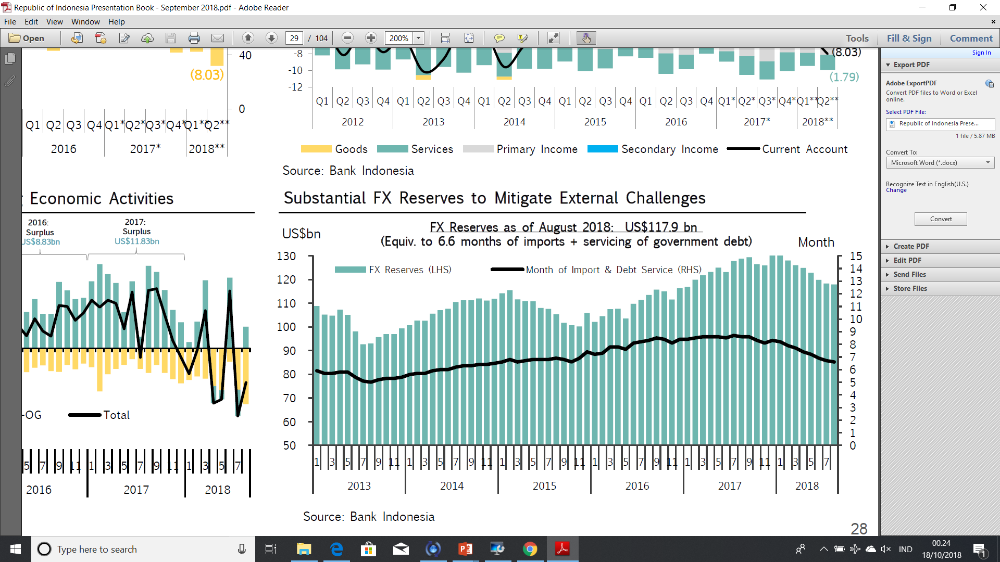 Republic of Indonesia Presentation Book - September 2018.pdf - Adobe Reader
File Edit View Window Help
Open 29 / 104 200% Tools Fill & Sign Comment
Sign In
Export PDF
Adobe ExportPDF
Convert PDF files to Word or Excel
online.
Select PDF File:
Republic of Indonesia Prese...
1 file / 5.87 MB
Convert To:
Microsoft Word (*.docx)
Recognize Text in English(U.S.)
Change
Convert
Create PDF
Edit PDF
Send Files
Store Files
40
(8.03)
0
Q1 Q2 Q3 Q4 Q1* Q2* Q3* Q4* Q1** Q2**
2016 2017* 2018**
-8
-10
-12
(8.03)
(1.79)
Q1 Q2 Q3 Q4 Q1 Q2 Q3 Q4 Q1 Q2 Q3 Q4 Q1 Q2 Q3 Q4 Q1 Q2 Q3 Q4 Q1* Q2* Q3* Q4* Q1** Q2**
2012 2013 2014 2015 2016 2017* 2018**
Goods Services Primary Income Secondary Income Current Account
Source: Bank Indonesia
Economic Activities
2016:
Surplus
US$8.83bn
2017:
Surplus
US$11.83bn
-OG Total
5 7 9 11 1 3 5 7 9 11 1 3 5 7
2016 2017 2018
Substantial FX Reserves to Mitigate External Challenges
US$bn
FX Reserves as of August 2018: US$117.9 bn
(Equiv. to 6.6 months of imports + servicing of government debt)
Month
FX Reserves (LHS) Month of Import & Debt Service (RHS)
130
120
110
100
90
80
70
60
50
15
14
13
12
11
10
9
8
7
6
5
4
3
2
1
0
1 3 5 7 9 11 1 3 5 7 9 11 1 3 5 7 9 11 1 3 5 7 9 11 1 3 5 7 9 11 1 3 5 7
2013 2014 2015 2016 2017 2018
Source: Bank Indonesia
28
Type here to search
IND
00.24
18/10/2018
1